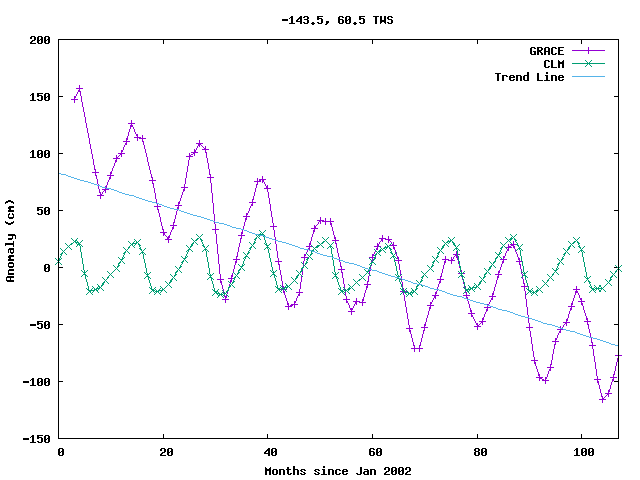 -143.5, 60.5 TWS
GRACE
CLM
Trend Line
200
150
100
50
0
-50
-100
-150
Anomaly (cm)
0 20 40 60 80 100
Months since Jan 2002